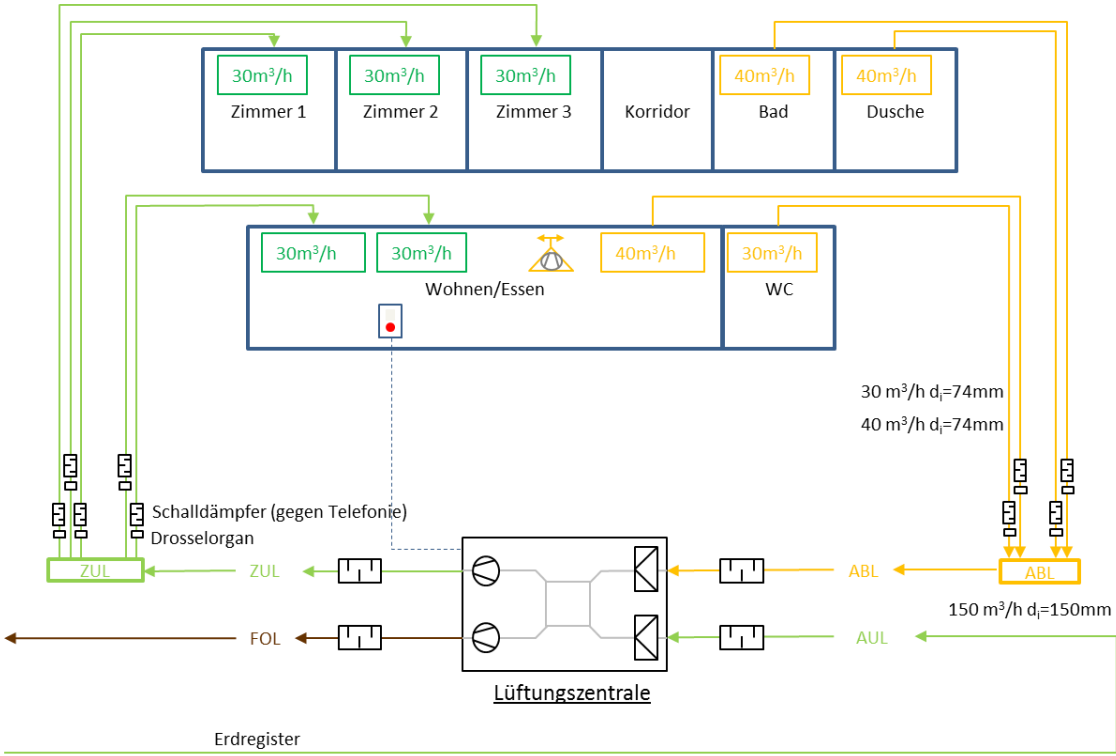 30m³/h 30m³/h 30m³/h 40m³/h 40m³/h
Zimmer 1 Zimmer 2 Zimmer 3 Korridor Bad Dusche
30m³/h 30m³/h 40m³/h 30m³/h
Wohnen/Essen WC
30 m³/h dᵢ=74mm
40 m³/h dᵢ=74mm
Schalldämpfer (gegen Telefonie)
Drosselorgan
ZUL ZUL ABL ABL
150 m³/h dᵢ=150mm
FOL AUL
Lüftungszentrale
Erdregister